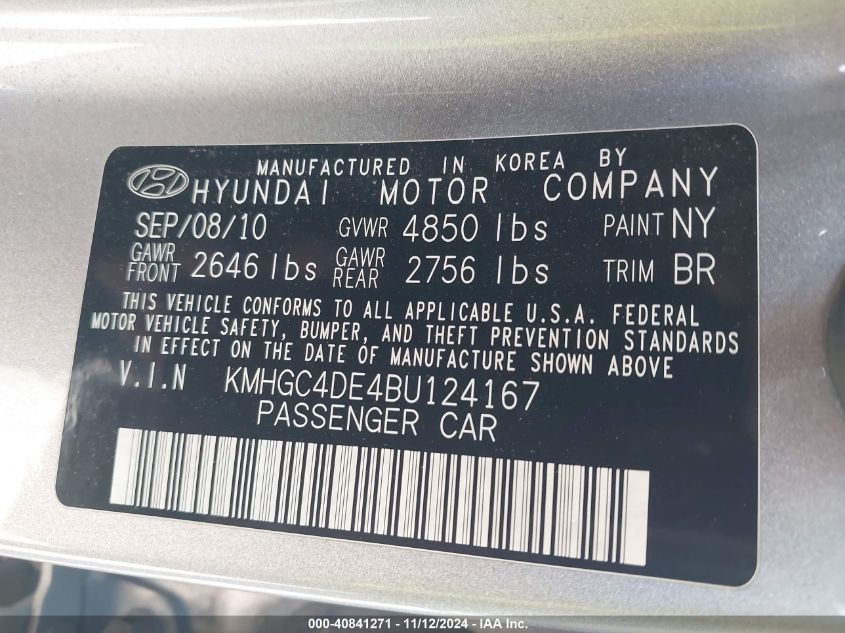 MANUFACTURED IN KOREA BY
HYUNDAI MOTOR COMPANY
SEP/08/10 GVWR 4850 lbs PAINT NY
GAWR FRONT 2646 lbs GAWR REAR 2756 lbs TRIM BR
THIS VEHICLE CONFORMS TO ALL APPLICABLE U.S.A. FEDERAL
MOTOR VEHICLE SAFETY, BUMPER, AND THEFT PREVENTION STANDARDS
IN EFFECT ON THE DATE OF MANUFACTURE SHOWN ABOVE
V.I.N KMHGC4DE4BU124167
PASSENGER CAR
000-40841271 - 11/12/2024 - IAA Inc.